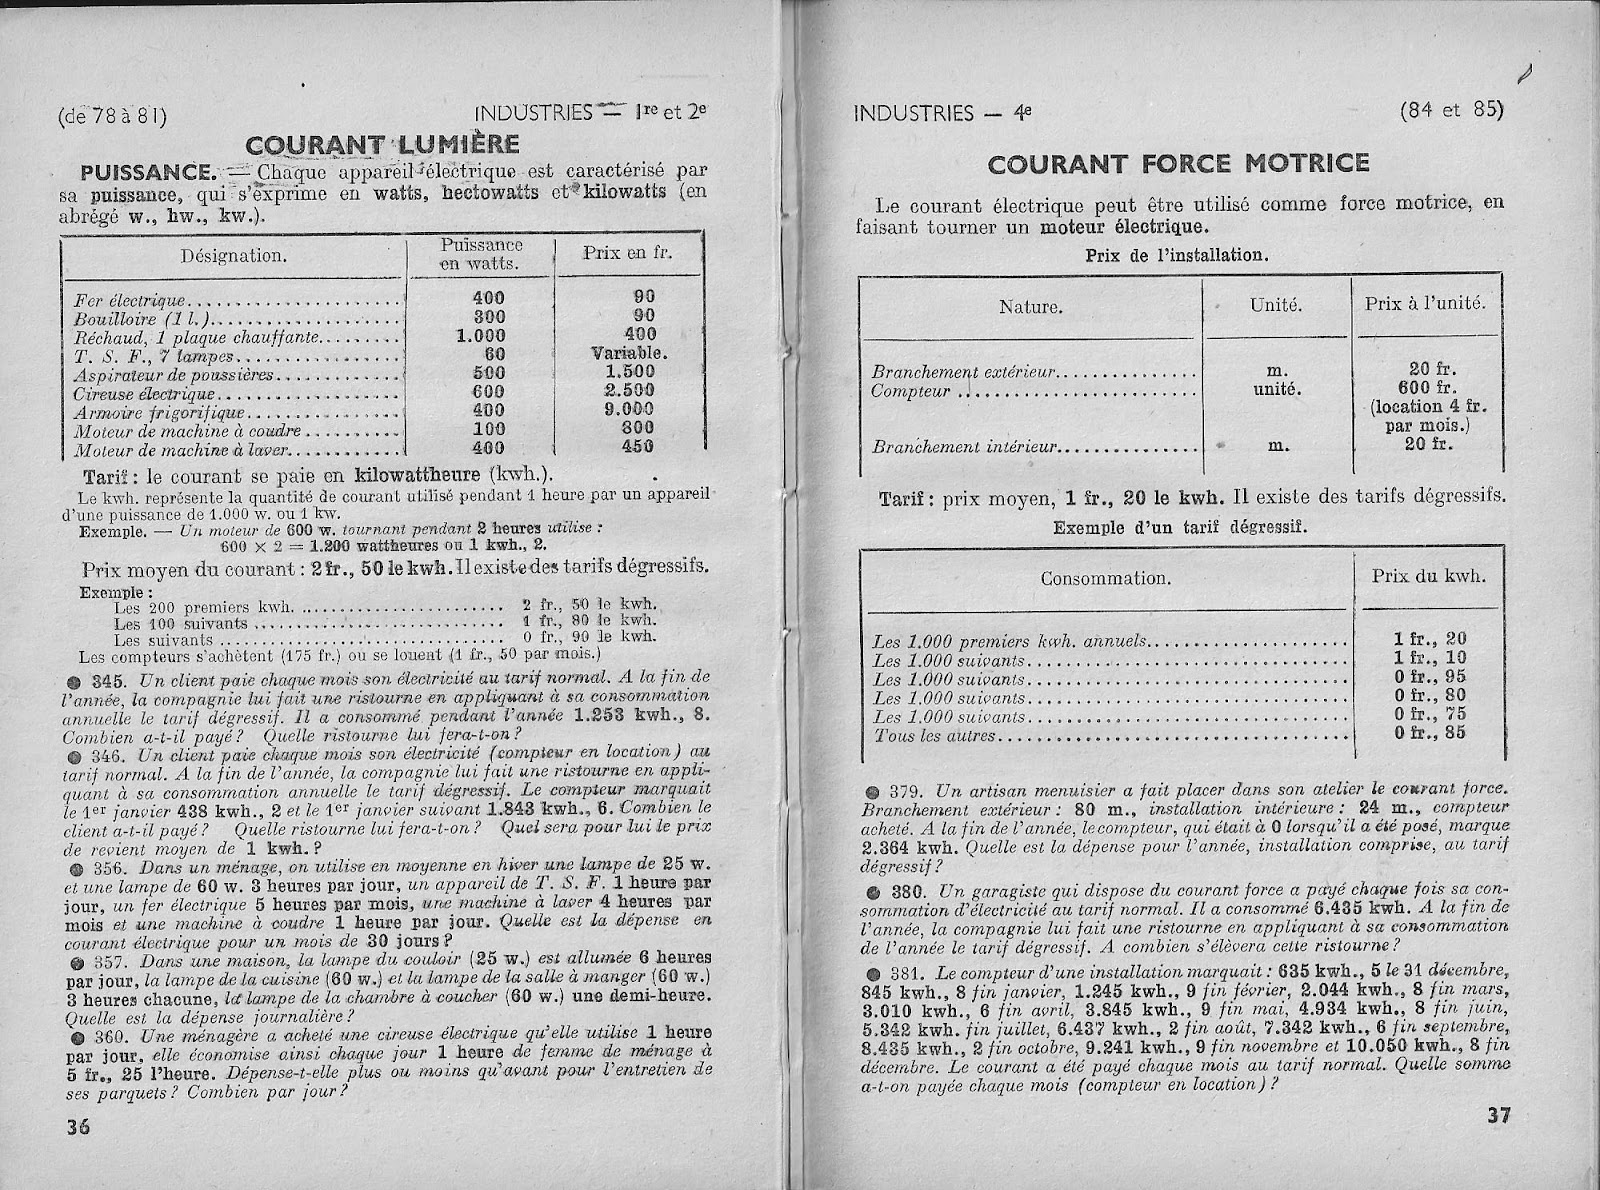 (de 78 à 81) INDUSTRIES — 1re et 2e
COURANT LUMIÈRE
PUISSANCE. — Chaque appareil électrique est caractérisé par
sa puissance, qui s'exprime en watts, hectowatts et kilowatts (en
abrégé w., hw., kw.).
Désignation. Puissance en watts. Prix en fr.
Fer électrique...................... 400 90
Bouilloire (1 l.)..................... 300 90
Réchaud, 1 plaque chauffante......... 1.000 400
T. S. F., 7 lampes.................. 60 Variable.
Aspirateur de poussières............. 500 1.500
Cireuse électrique................... 600 2.500
Armoire frigorifique................. 400 9.000
Moteur de machine à coudre .......... 100 300
Moteur de machine à laver............ 400 450
Tarif : le courant se paie en kilowattheure (kwh.).
Le kwh. représente la quantité de courant utilisé pendant 1 heure par un appareil
d'une puissance de 1.000 w. ou 1 kw.
Exemple. — Un moteur de 600 w. tournant pendant 2 heures utilise :
600 × 2 = 1.200 wattheures ou 1 kwh., 2.
Prix moyen du courant : 2 fr., 50 le kwh. Il existe des tarifs dégressifs.
Exemple :
Les 200 premiers kwh. ........................ 2 fr., 50 le kwh.
Les 100 suivants ............................. 1 fr., 80 le kwh.
Les suivants ................................. 0 fr., 90 le kwh.
Les compteurs s'achètent (175 fr.) ou se louent (1 fr., 50 par mois.)
● 345. Un client paie chaque mois son électricité au tarif normal. A la fin de
l'année, la compagnie lui fait une ristourne en appliquant à sa consommation
annuelle le tarif dégressif. Il a consommé pendant l'année 1.253 kwh., 8.
Combien a-t-il payé ? Quelle ristourne lui fera-t-on ?
● 346. Un client paie chaque mois son électricité (compteur en location) au
tarif normal. A la fin de l'année, la compagnie lui fait une ristourne en appli-
quant à sa consommation annuelle le tarif dégressif. Le compteur marquait
le 1er janvier 438 kwh., 2 et le 1er janvier suivant 1.843 kwh., 6. Combien le
client a-t-il payé ? Quelle ristourne lui fera-t-on ? Quel sera pour lui le prix
de revient moyen de 1 kwh. ?
● 356. Dans un ménage, on utilise en moyenne en hiver une lampe de 25 w.
et une lampe de 60 w. 3 heures par jour, un appareil de T. S. F. 1 heure par
jour, un fer électrique 5 heures par mois, une machine à laver 4 heures par
mois et une machine à coudre 1 heure par jour. Quelle est la dépense en
courant électrique pour un mois de 30 jours ?
● 357. Dans une maison, la lampe du couloir (25 w.) est allumée 6 heures
par jour, la lampe de la cuisine (60 w.) et la lampe de la salle à manger (60 w.)
3 heures chacune, la lampe de la chambre à coucher (60 w.) une demi-heure.
Quelle est la dépense journalière ?
● 360. Une ménagère a acheté une cireuse électrique qu'elle utilise 1 heure
par jour, elle économise ainsi chaque jour 1 heure de femme de ménage à
5 fr., 25 l'heure. Dépense-t-elle plus ou moins qu'avant pour l'entretien de
ses parquets ? Combien par jour ?
36
INDUSTRIES — 4e (84 et 85)
COURANT FORCE MOTRICE
Le courant électrique peut être utilisé comme force motrice, en
faisant tourner un moteur électrique.
Prix de l'installation.
Nature. Unité. Prix à l'unité.
Branchement extérieur............... m. 20 fr.
Compteur ......................... unité. 600 fr.
(location 4 fr.
par mois.)
Branchement intérieur............... m. 20 fr.
Tarif : prix moyen, 1 fr., 20 le kwh. Il existe des tarifs dégressifs.
Exemple d'un tarif dégressif.
Consommation. Prix du kwh.
Les 1.000 premiers kwh. annuels..................... 1 fr., 20
Les 1.000 suivants.................................. 1 fr., 10
Les 1.000 suivants.................................. 0 fr., 95
Les 1.000 suivants.................................. 0 fr., 80
Les 1.000 suivants.................................. 0 fr., 75
Tous les autres..................................... 0 fr., 85
● 379. Un artisan menuisier a fait placer dans son atelier le courant force.
Branchement extérieur : 80 m., installation intérieure : 24 m., compteur
acheté. A la fin de l'année, le compteur, qui était à 0 lorsqu'il a été posé, marque
2.364 kwh. Quelle est la dépense pour l'année, installation comprise, au tarif
dégressif ?
● 380. Un garagiste qui dispose du courant force a payé chaque fois sa con-
sommation d'électricité au tarif normal. Il a consommé 6.435 kwh. A la fin de
l'année, la compagnie lui fait une ristourne en appliquant à sa consommation
de l'année le tarif dégressif. A combien s'élèvera cette ristourne ?
● 381. Le compteur d'une installation marquait : 635 kwh., 5 le 31 décembre,
845 kwh., 8 fin janvier, 1.245 kwh., 9 fin février, 2.044 kwh., 8 fin mars,
3.010 kwh., 6 fin avril, 3.845 kwh., 9 fin mai, 4.934 kwh., 8 fin juin,
5.342 kwh. fin juillet, 6.437 kwh., 2 fin août, 7.342 kwh., 6 fin septembre,
8.435 kwh., 2 fin octobre, 9.241 kwh., 9 fin novembre et 10.050 kwh., 8 fin
décembre. Le courant a été payé chaque mois au tarif normal. Quelle somme
a-t-on payée chaque mois (compteur en location) ?
37